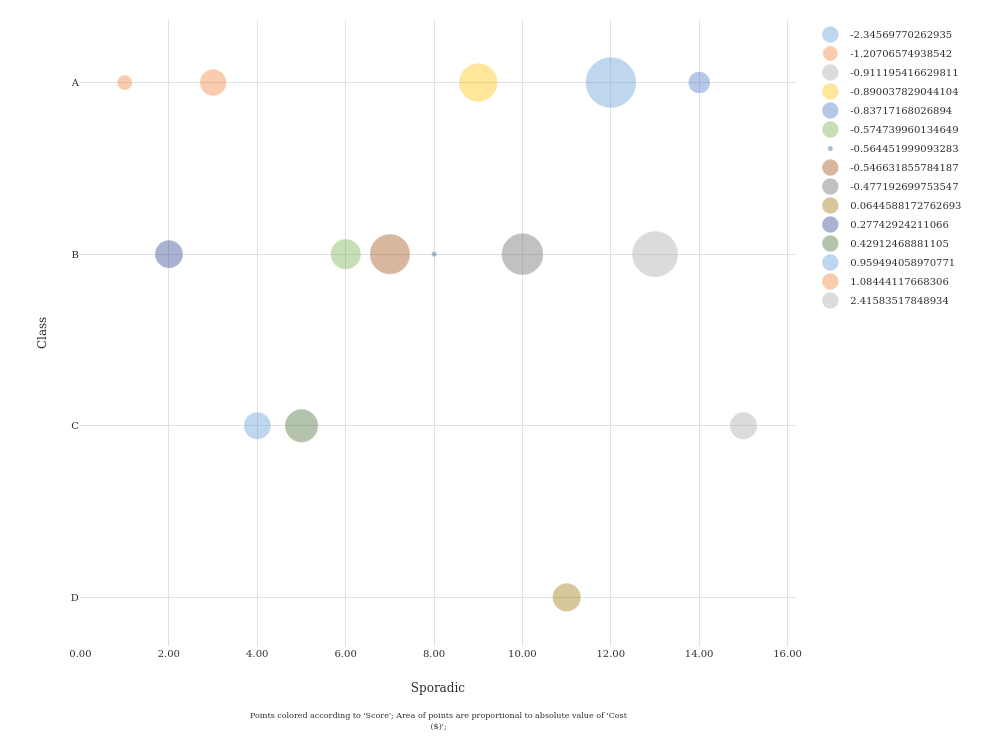 A
B
C
D
Class
0.00 2.00 4.00 6.00 8.00 10.00 12.00 14.00 16.00
Sporadic
Points colored according to 'Score'; Area of points are proportional to absolute value of 'Cost
($)';
-2.34569770262935
-1.20706574938542
-0.911195416629811
-0.890037829044104
-0.83717168026894
-0.574739960134649
-0.564451999093283
-0.546631855784187
-0.477192699753547
0.0644588172762693
0.27742924211066
0.42912468881105
0.959494058970771
1.08444117668306
2.41583517848934